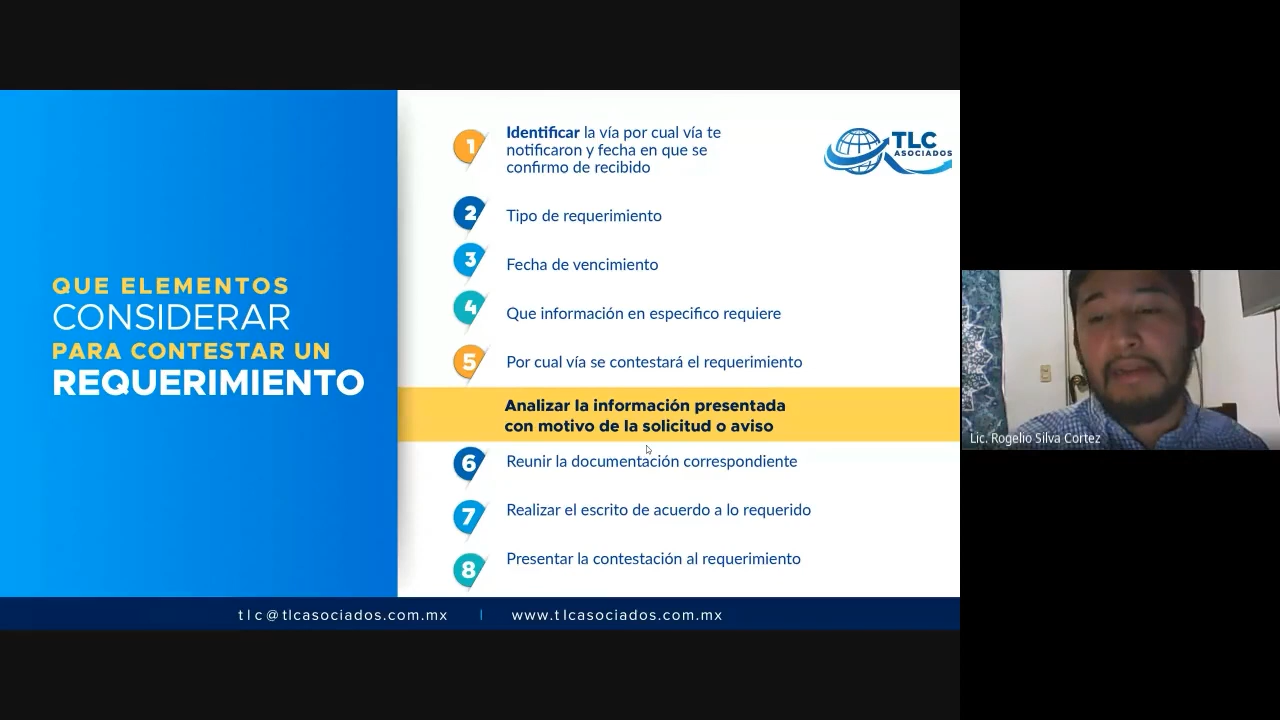 QUE ELEMENTOS
CONSIDERAR
PARA CONTESTAR UN
REQUERIMIENTO
1
Identificar la vía por cual vía te
notificaron y fecha en que se
confirmo de recibido
TLC
ASOCIADOS
2
Tipo de requerimiento
3
Fecha de vencimiento
4
Que información en especifico requiere
5
Por cual vía se contestará el requerimiento
Analizar la información presentada
con motivo de la solicitud o aviso
6
Reunir la documentación correspondiente
7
Realizar el escrito de acuerdo a lo requerido
8
Presentar la contestación al requerimiento
tlc@tlcasociados.com.mx | www.tlcasociados.com.mx
Lic. Rogelio Silva Cortez